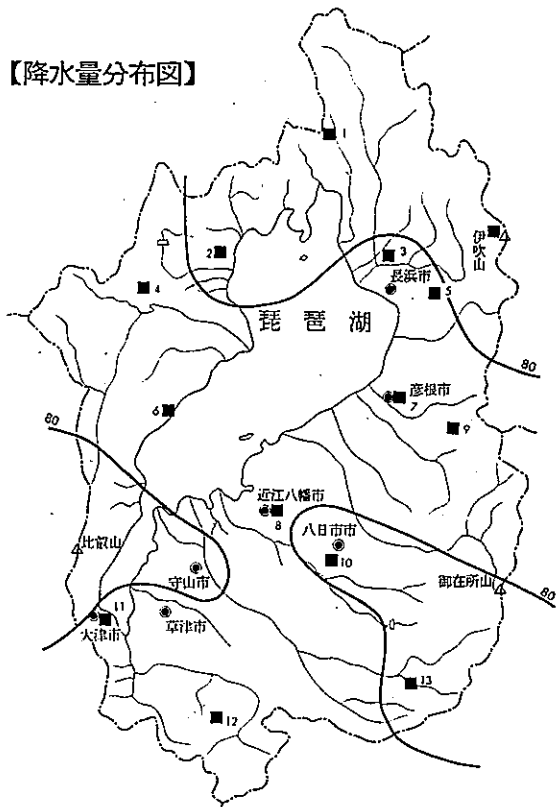 【降水量分布図】
1
伊吹山
2
3
長浜市
4
5
琵琶湖
80
彦根市
7
6
9
80
近江八幡市
8
八日市市
比叡山
10
守山市
御在所山
80
11
大津市
草津市
13
12